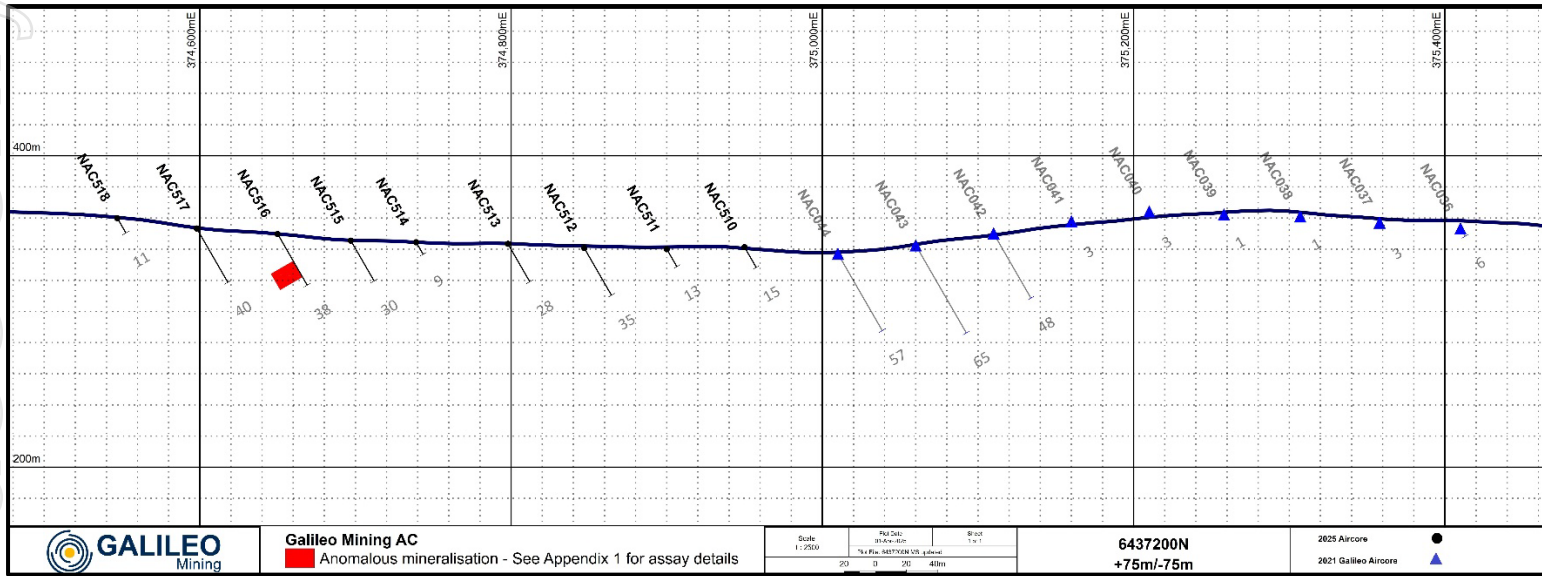 374,600mE
374,800mE
375,000mE
375,200mE
375,400mE
400m
200m
NAC518
NAC517
NAC516
NAC515
NAC514
NAC513
NAC512
NAC511
NAC510
NAC044
NAC043
NAC042
NAC041
NAC040
NAC039
NAC038
NAC037
NAC036
11
40
38
30
9
28
35
13
15
57
65
48
3
3
1
1
3
6
GALILEO
Mining
Galileo Mining AC
Anomalous mineralisation - See Appendix 1 for assay details
Scale
1 : 2500
Plot Date
Sheet
1 of 1
20 0 20 40m
6437200N
+75m/-75m
2025 Aircore
2021 Galileo Aircore